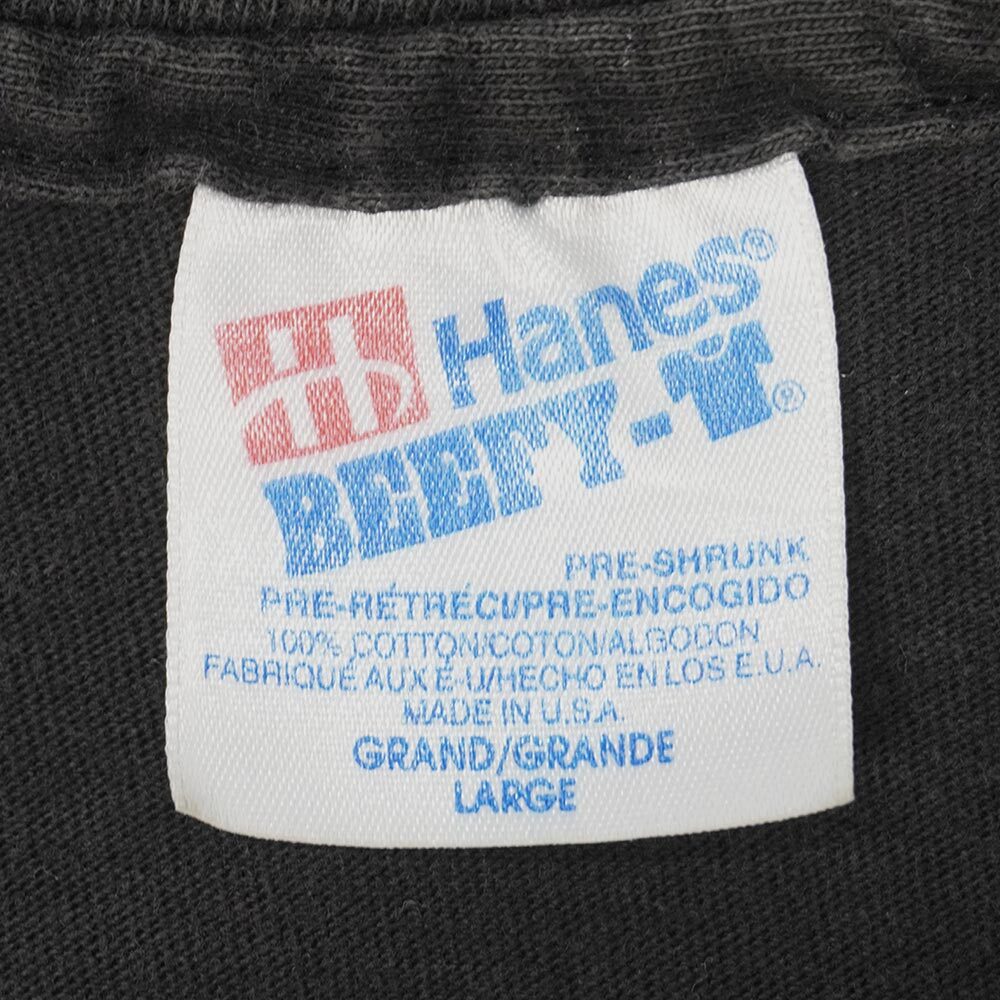 Hanes®
BEEFY-T®
PRE-SHRUNK
PRE-RÉTRÉCI/PRE-ENCOGIDO
100% COTTON/COTON/ALGODON
FABRIQUÉ AUX É-U/HECHO EN LOS E.U.A.
MADE IN U.S.A.
GRAND/GRANDE
LARGE